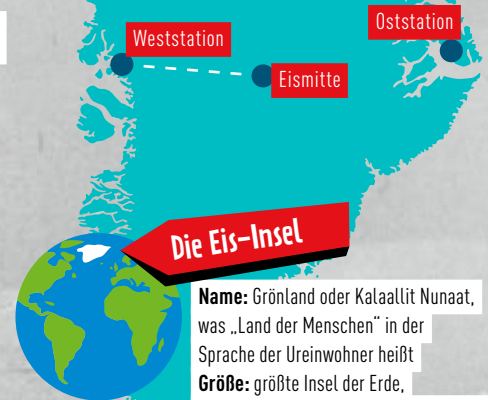 Weststation
Oststation
Eismitte
Die Eis-Insel
Name: Grönland oder Kalaallit Nunaat,
was „Land der Menschen“ in der
Sprache der Ureinwohner heißt
Größe: größte Insel der Erde,